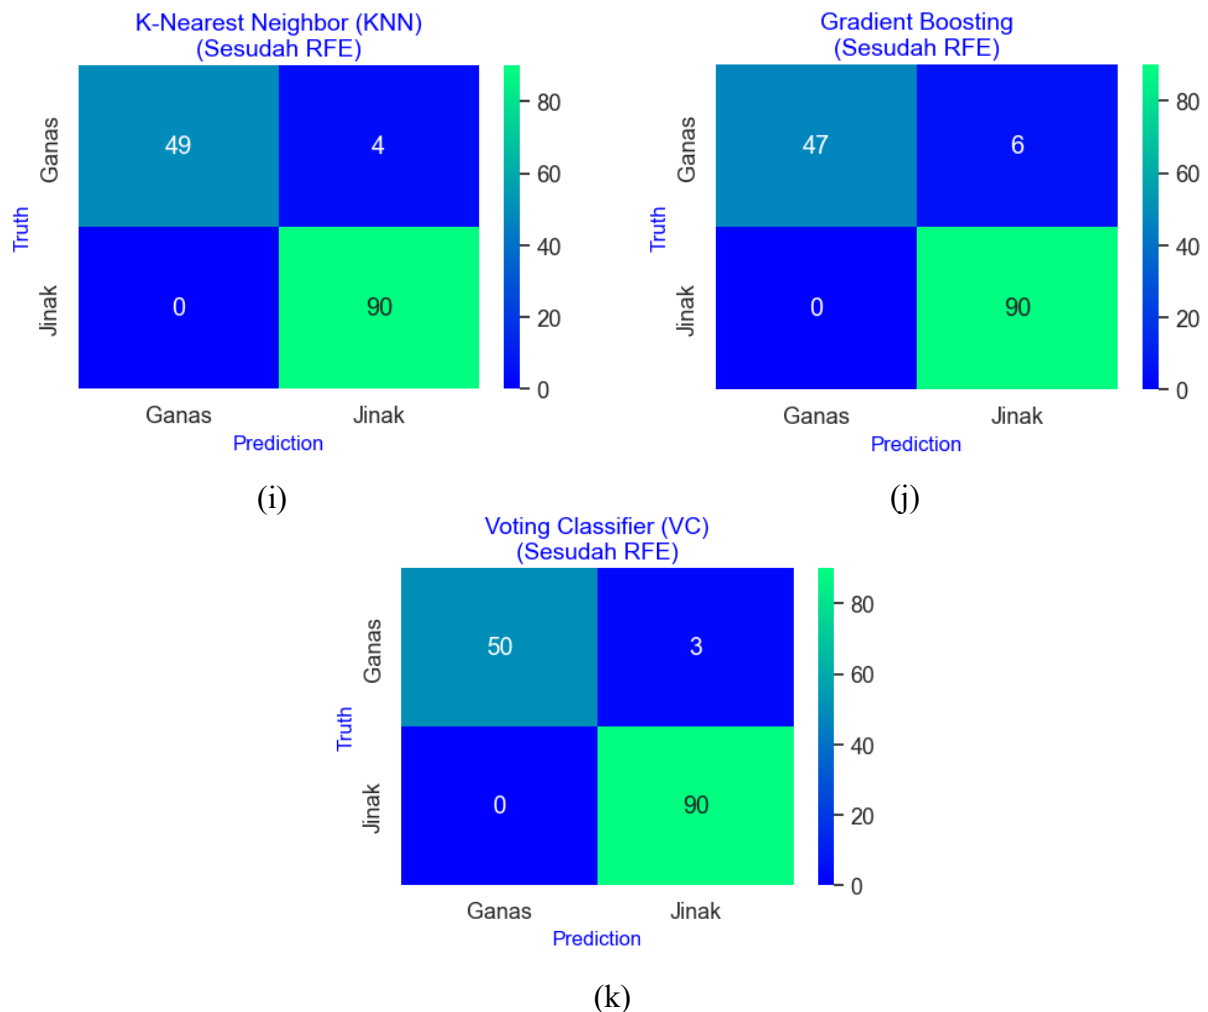 K-Nearest Neighbor (KNN)
(Sesudah RFE)
Ganas
Jinak
Truth
49
4
0
90
Ganas
Jinak
Prediction
80
60
40
20
0
(i)
Gradient Boosting
(Sesudah RFE)
Ganas
Jinak
Truth
47
6
0
90
Ganas
Jinak
Prediction
80
60
40
20
0
(j)
Voting Classifier (VC)
(Sesudah RFE)
Ganas
Jinak
Truth
50
3
0
90
Ganas
Jinak
Prediction
80
60
40
20
0
(k)